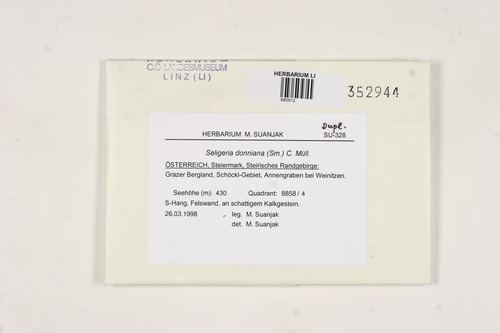 HERBARIUM
O.Ö. LANDESMUSEUM
LINZ (LI)
HERBARIUM LI
680912
352944
Dupl.
HERBARIUM M. SUANJAK SU-328
Seligeria donniana (Sm.) C. Müll.
ÖSTERREICH, Steiermark, Steirisches Randgebirge:
Grazer Bergland, Schöckl-Gebiet, Annengraben bei Weinitzen.
Seehöhe (m): 430 Quadrant: 8858 / 4
S-Hang, Felswand, an schattigem Kalkgestein.
26.03.1998 leg. M. Suanjak
det. M. Suanjak